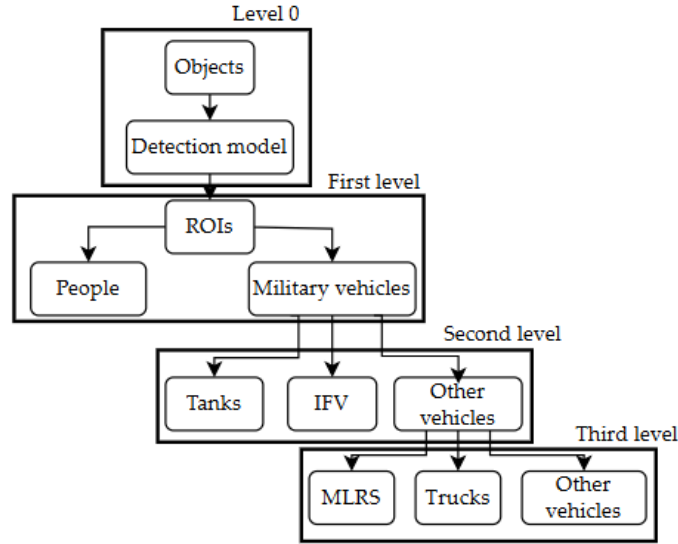 Level 0
Objects
Detection model
First level
ROIs
People
Military vehicles
Second level
Tanks
IFV
Other
vehicles
Third level
MLRS
Trucks
Other
vehicles